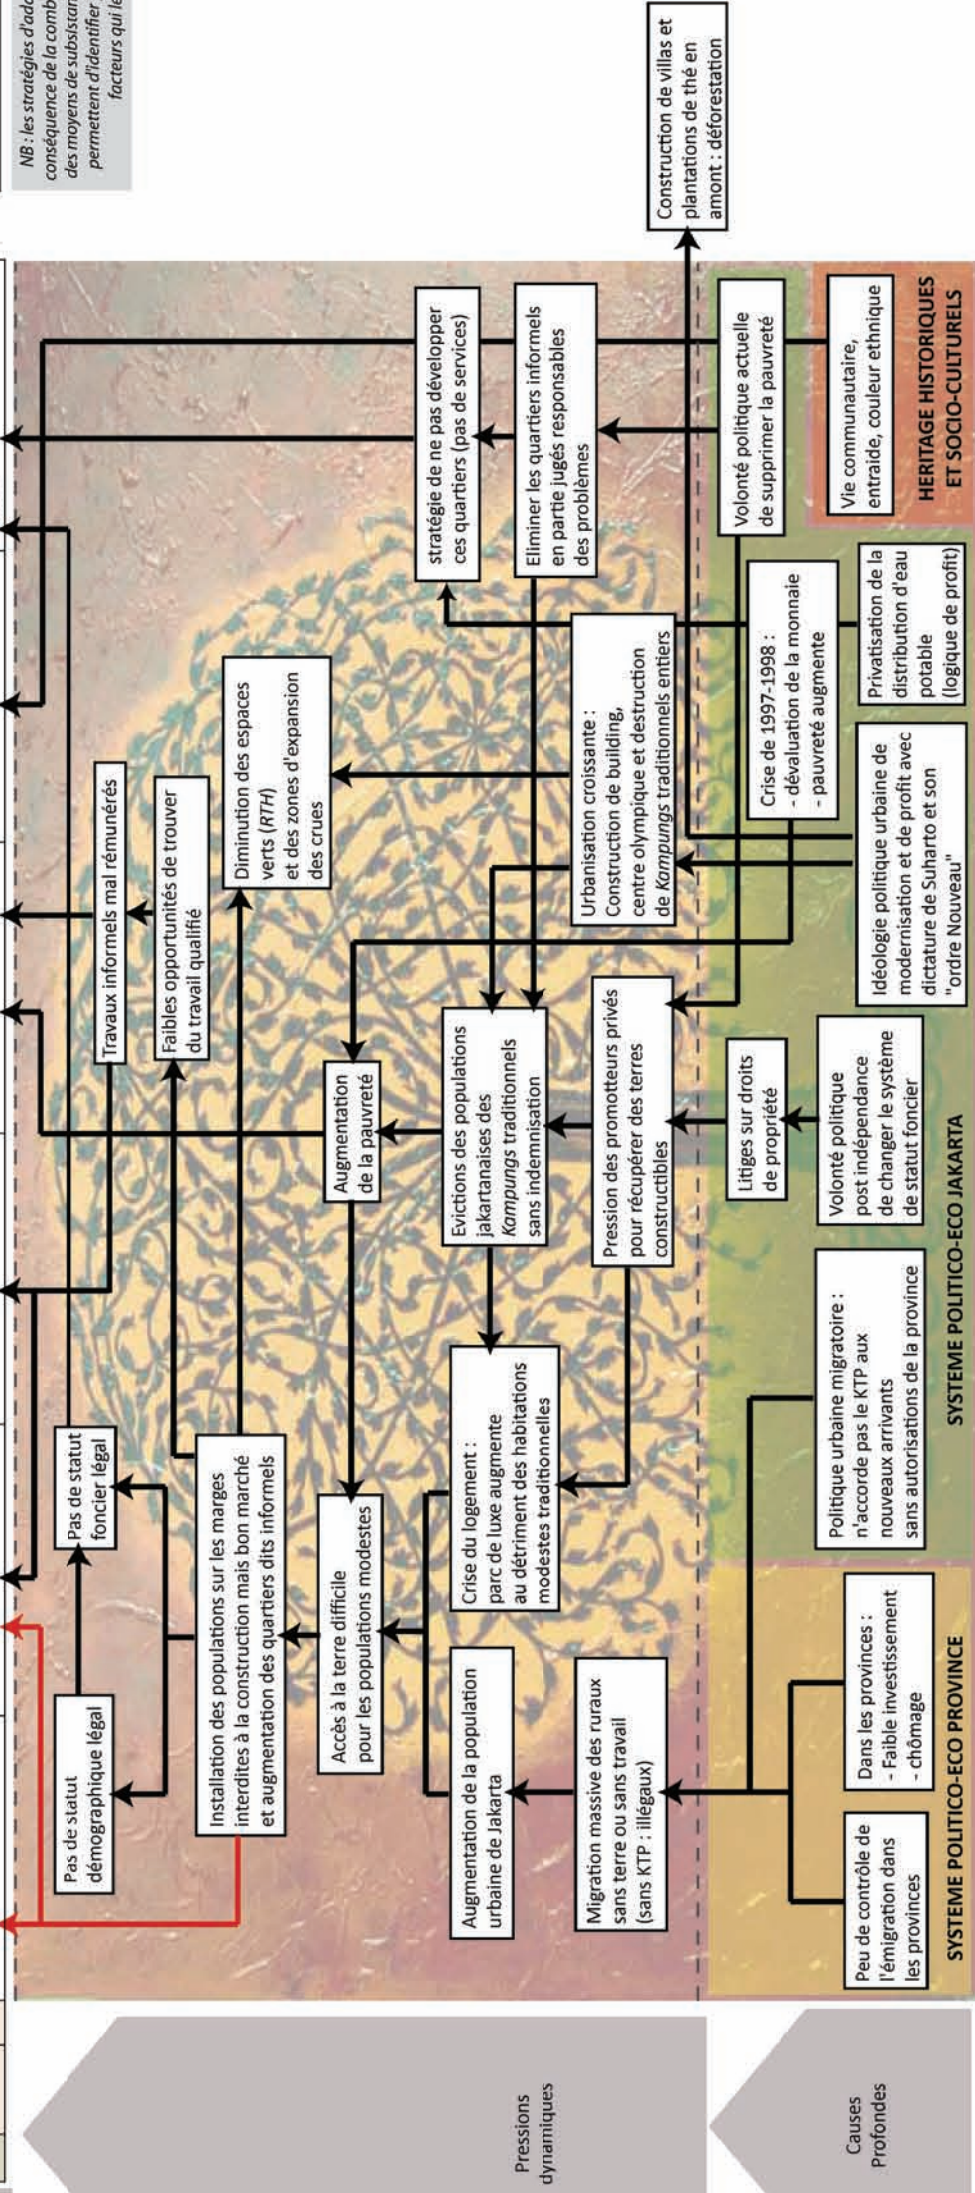 NB : les stratégies d'ada
conséquence de la comb
des moyens de subsistan
permettent d'identifier
facteurs qui le
Pas de statut
démographique légal
Pas de statut
foncier légal
Travaux informels mal rémunérés
Faibles opportunités de trouver
du travail qualifié
Installation des populations sur les marges
interdites à la construction mais bon marché
et augmentation des quartiers dits informels
Diminution des espaces
verts (RTH)
et des zones d'expansion
des crues
Accès à la terre difficile
pour les populations modestes
Augmentation
de la pauvreté
stratégie de ne pas développer
ces quartiers (pas de services)
Augmentation de la population
urbaine de Jakarta
Crise du logement :
parc de luxe augmente
au détriment des habitations
modestes traditionnelles
Evictions des populations
jakartanaises des
Kampungs traditionnels
sans indemnisation
Eliminer les quartiers informels
en partie jugés responsables
des problèmes
Migration massive des ruraux
sans terre ou sans travail
(sans KTP : illégaux)
Pression des promoteurs privés
pour récupérer des terres
constructibles
Urbanisation croissante :
Construction de building,
centre olympique et destruction
de Kampungs traditionnels entiers
Construction de villas et
plantations de thé en
amont : déforestation
Pressions
dynamiques
Litiges sur droits
de propriété
Crise de 1997-1998 :
- dévaluation de la monnaie
- pauvreté augmente
Volonté politique actuelle
de supprimer la pauvreté
Peu de contrôle de
l'émigration dans
les provinces
Dans les provinces :
- Faible investissement
- chômage
Politique urbaine migratoire :
n'accorde pas le KTP aux
nouveaux arrivants
sans autorisations de la province
Volonté politique
post indépendance
de changer le système
de statut foncier
Idéologie politique urbaine de
modernisation et de profit avec
dictature de Suharto et son
"ordre Nouveau"
Privatisation de la
distribution d'eau
potable
(logique de profit)
Vie communautaire,
entraide, couleur ethnique
Causes
Profondes
SYSTEME POLITICO-ECO PROVINCE
SYSTEME POLITICO-ECO JAKARTA
HERITAGE HISTORIQUES
ET SOCIO-CULTURELS